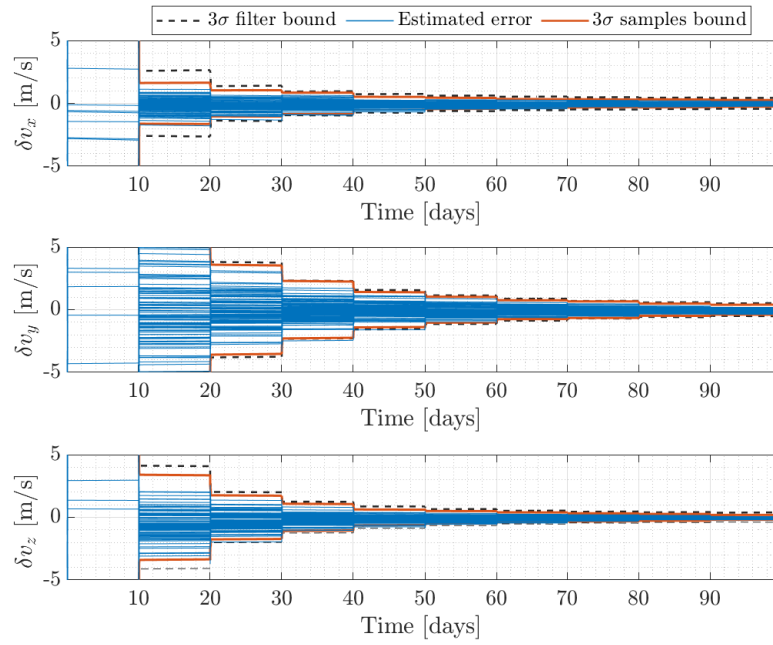 3σ filter bound Estimated error 3σ samples bound
5
0
-5
δv_x [m/s]
10 20 30 40 50 60 70 80 90
Time [days]
5
0
-5
δv_y [m/s]
10 20 30 40 50 60 70 80 90
Time [days]
5
0
-5
δv_z [m/s]
10 20 30 40 50 60 70 80 90
Time [days]